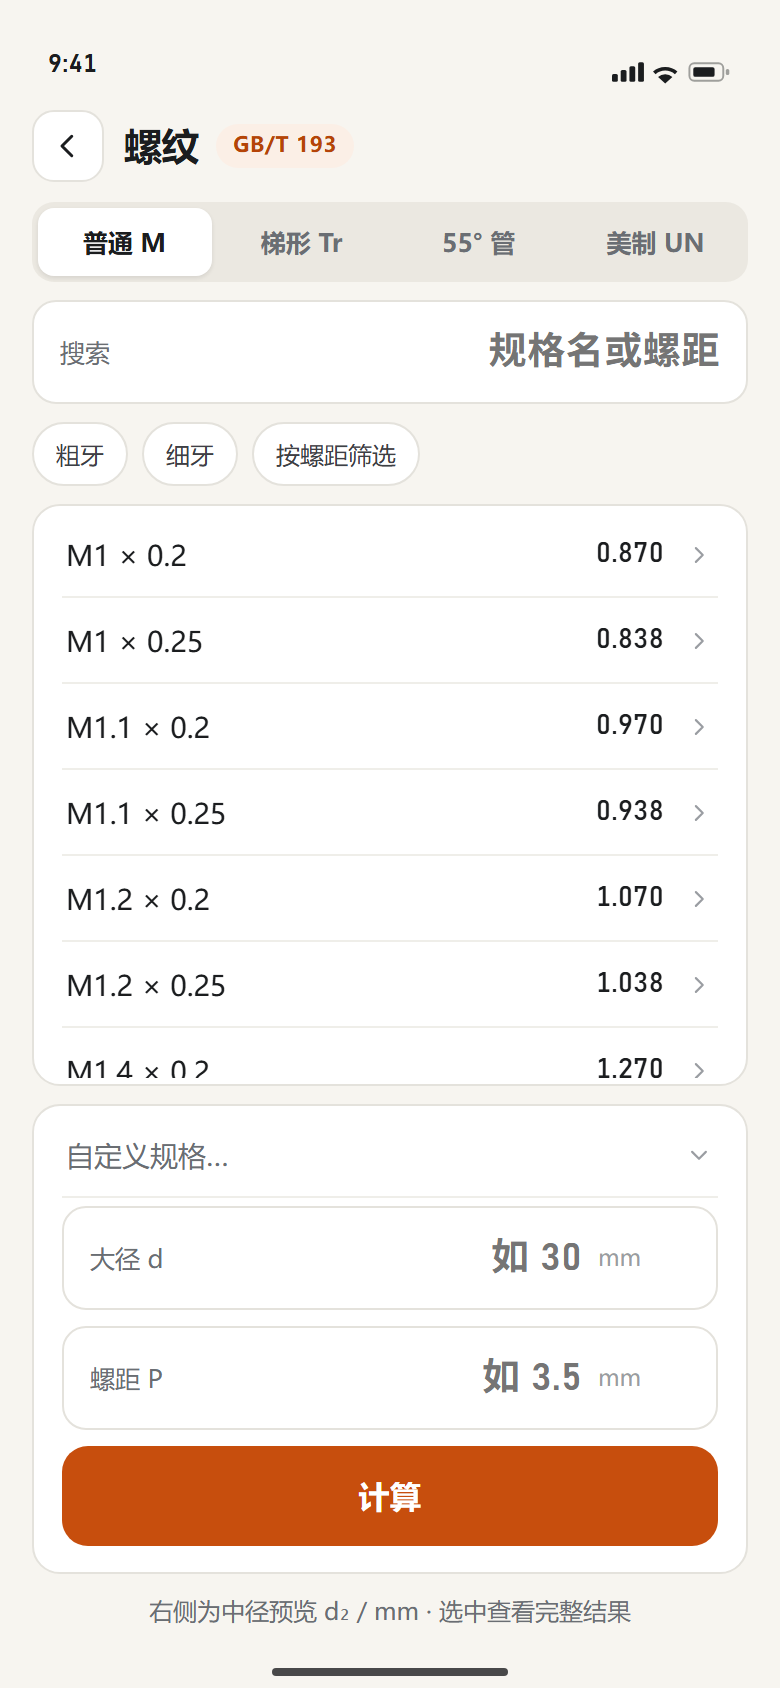 9:41
螺纹 GB/T 193
普通 M 梯形 Tr 55° 管 美制 UN
搜索 规格名或螺距
粗牙 细牙 按螺距筛选
M1 × 0.2 0.870
M1 × 0.25 0.838
M1.1 × 0.2 0.970
M1.1 × 0.25 0.938
M1.2 × 0.2 1.070
M1.2 × 0.25 1.038
M1.4 × 0.2 1.270
自定义规格...
大径 d 如 30 mm
螺距 P 如 3.5 mm
计算
右侧为中径预览 d₂ / mm · 选中查看完整结果